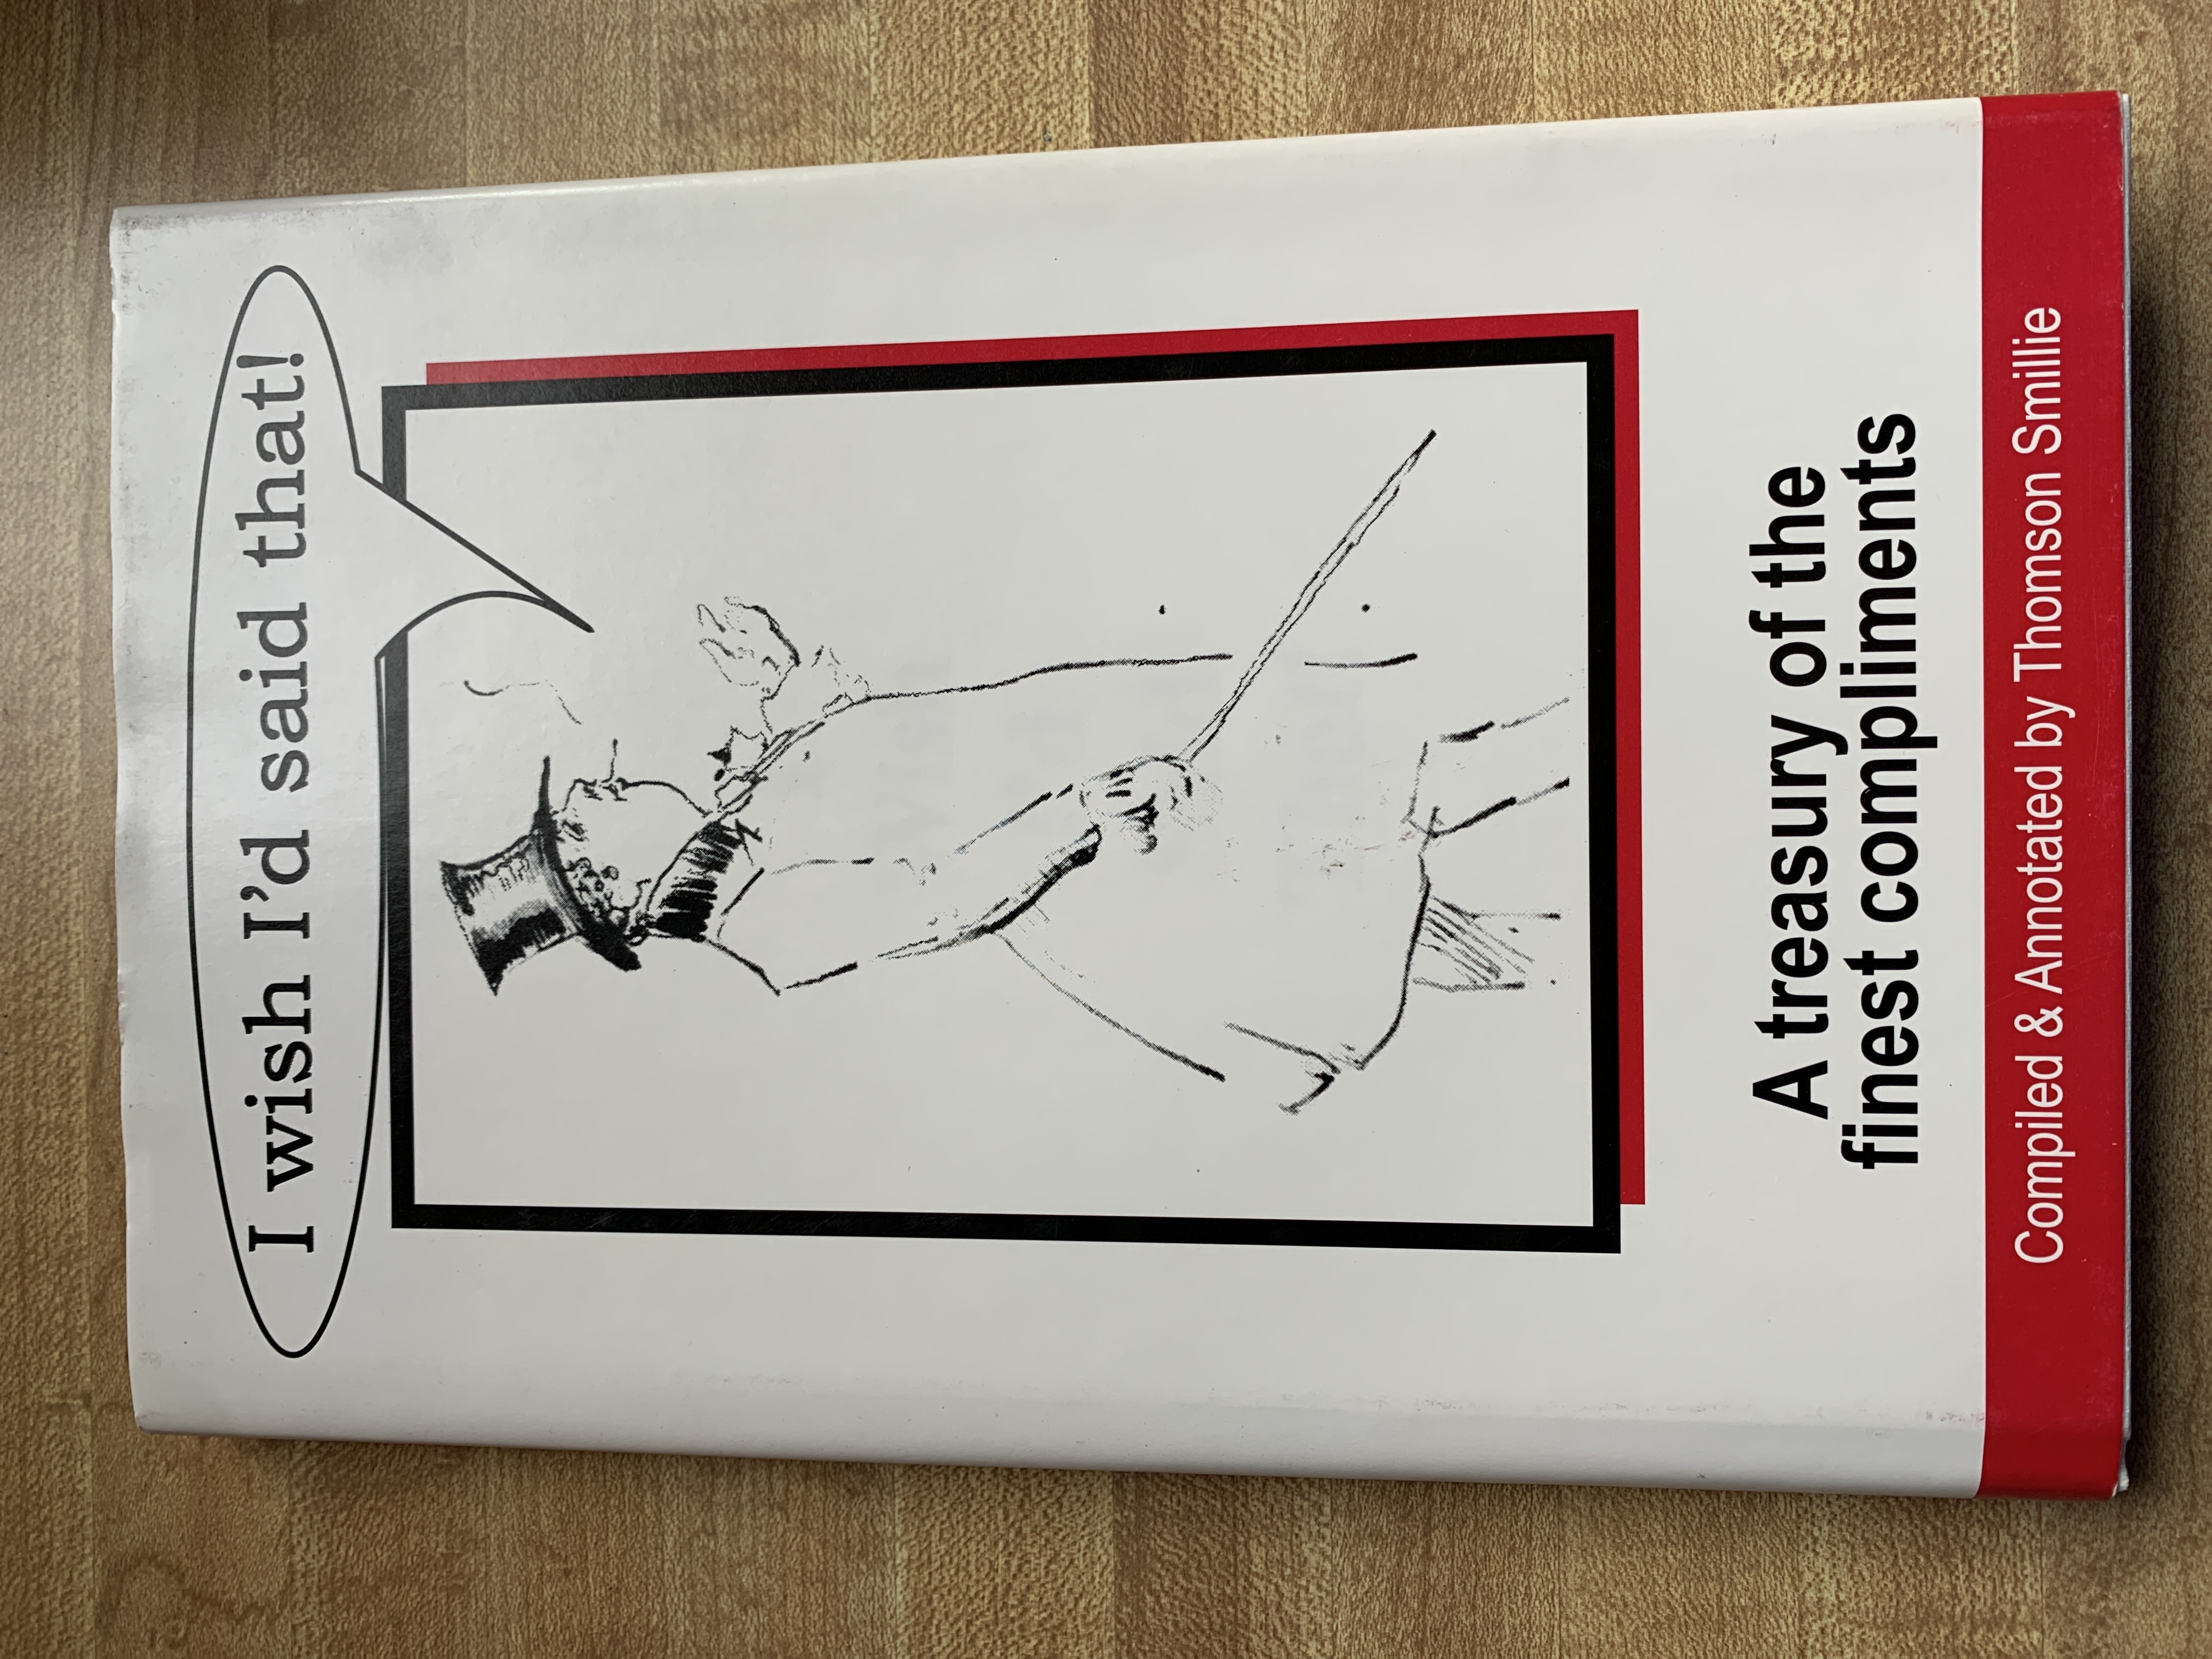 I wish I’d said that!
A treasury of the
finest compliments
Compiled & Annotated by Thomson Smillie